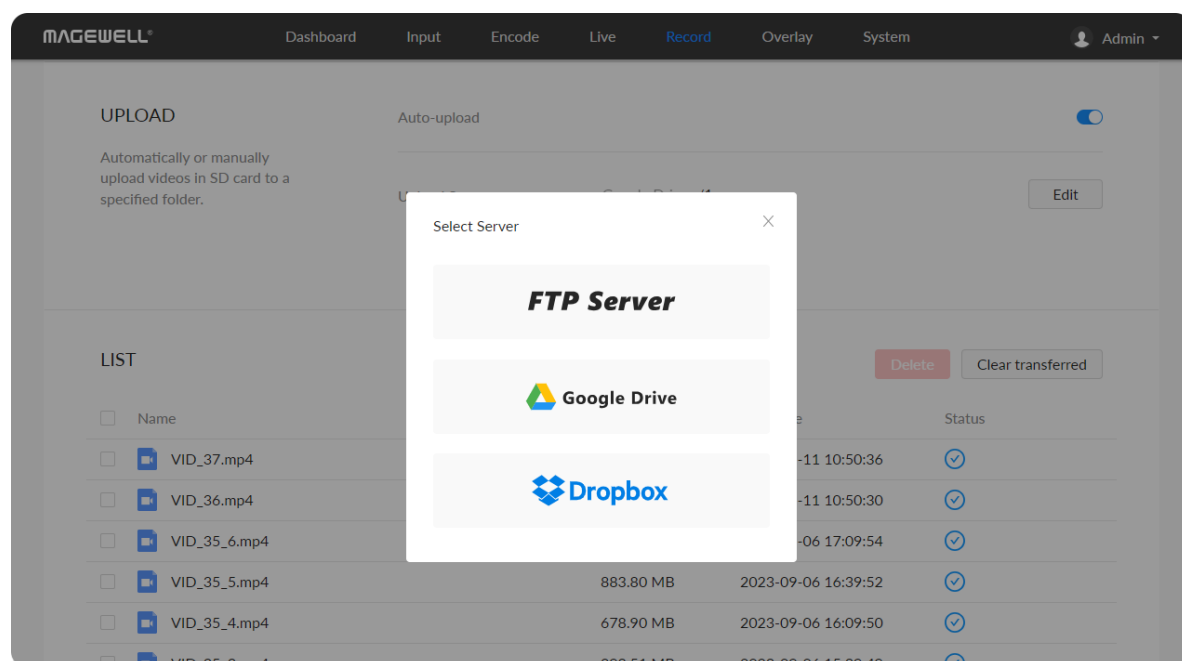 MAGEWELL®
Dashboard Input Encode Live Record Overlay System
Admin
UPLOAD
Auto-upload
Automatically or manually
upload videos in SD card to a
specified folder.
Edit
Select Server
FTP Server
Google Drive
Dropbox
LIST
Delete Clear transferred
Name Status
VID_37.mp4 -11 10:50:36
VID_36.mp4 -11 10:50:30
VID_35_6.mp4 -06 17:09:54
VID_35_5.mp4 883.80 MB 2023-09-06 16:39:52
VID_35_4.mp4 678.90 MB 2023-09-06 16:09:50